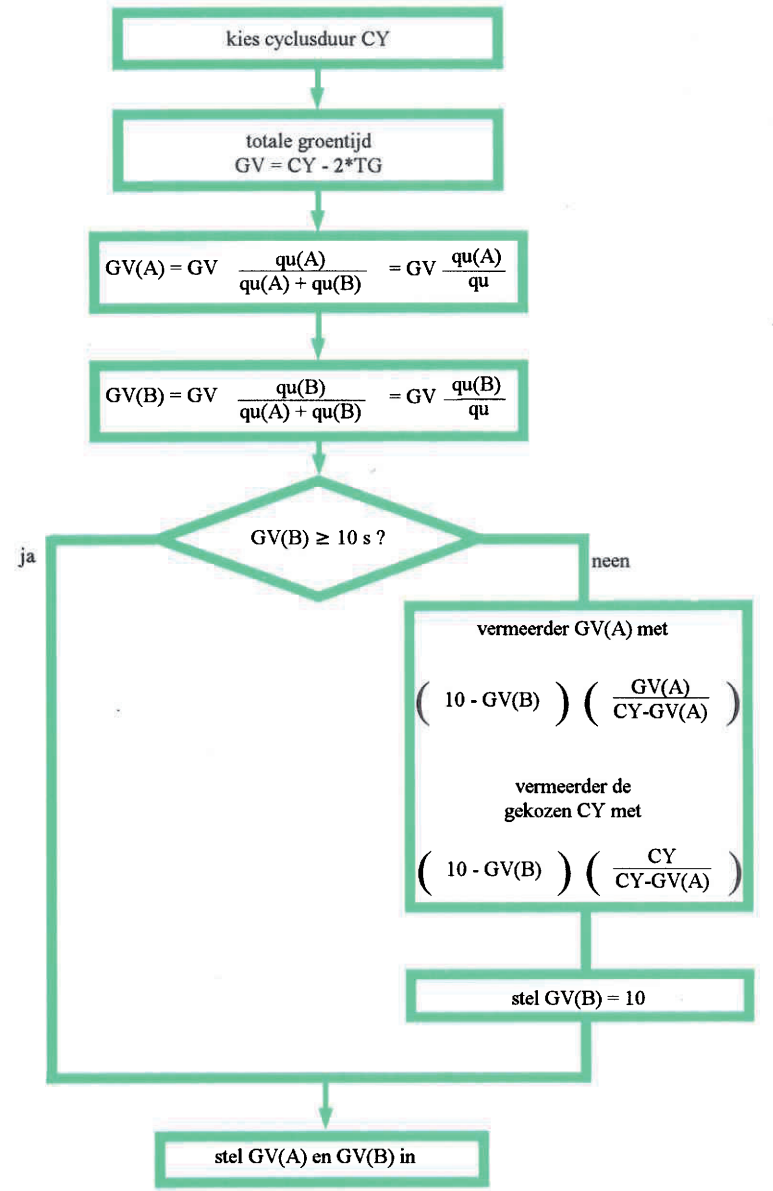 kies cyclusduur CY
totale groentijd
GV = CY - 2*TG
GV(A) = GV qu(A) / qu(A) + qu(B) = GV qu(A) / qu
GV(B) = GV qu(B) / qu(A) + qu(B) = GV qu(B) / qu
GV(B) ≥ 10 s ?
ja
neen
vermeerder GV(A) met
( 10 - GV(B) ) ( GV(A) / CY-GV(A) )
vermeerder de
gekozen CY met
( 10 - GV(B) ) ( CY / CY-GV(A) )
stel GV(B) = 10
stel GV(A) en GV(B) in